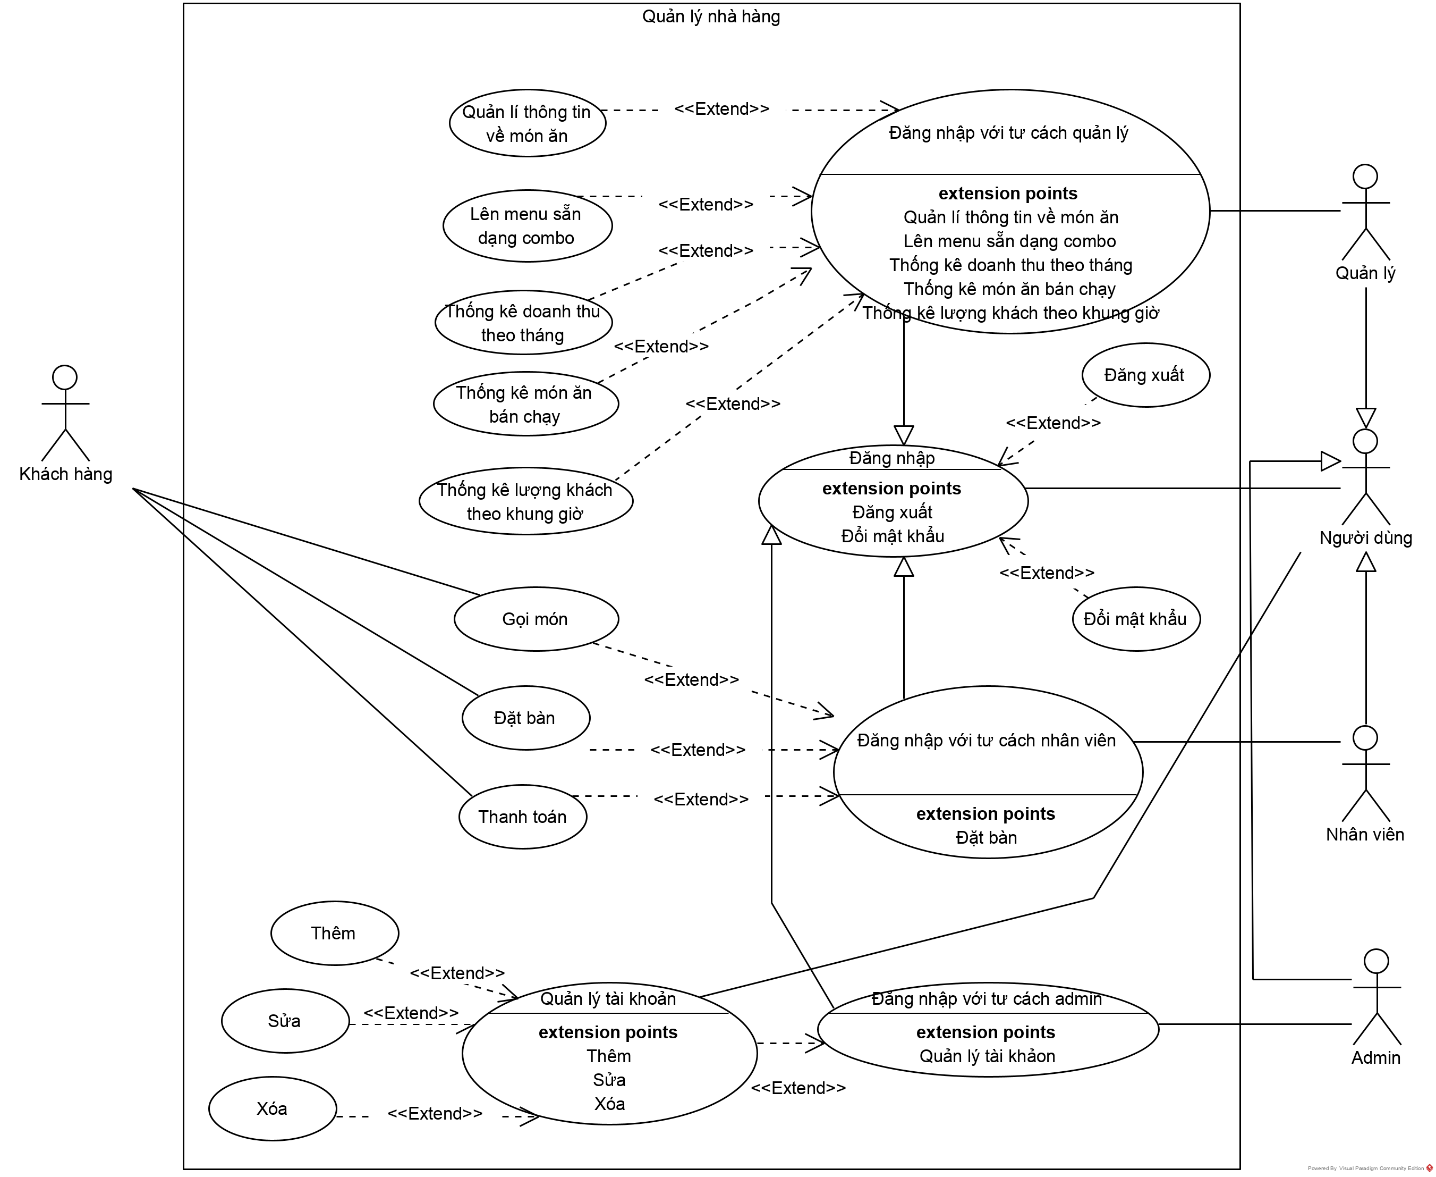 Quản lý nhà hàng
Quản lí thông tin
về món ăn
<<Extend>>
Đăng nhập với tư cách quản lý
extension points
Quản lí thông tin về món ăn
Lên menu sẵn dạng combo
Thống kê doanh thu theo tháng
Thống kê món ăn bán chạy
Thống kê lượng khách theo khung giờ
Lên menu sẵn
dạng combo
<<Extend>>
<<Extend>>
Thống kê doanh thu
theo tháng
<<Extend>>
Thống kê món ăn
bán chạy
<<Extend>>
Thống kê lượng khách
theo khung giờ
Quản lý
Đăng xuất
<<Extend>>
Khách hàng
Đăng nhập
extension points
Đăng xuất
Đổi mật khẩu
Người dùng
<<Extend>>
Đổi mật khẩu
Gọi món
<<Extend>>
Đặt bàn
<<Extend>>
Đăng nhập với tư cách nhân viên
extension points
Đặt bàn
Thanh toán
<<Extend>>
Nhân viên
Thêm
<<Extend>>
Sửa
<<Extend>>
Quản lý tài khoản
extension points
Thêm
Sửa
Xóa
Đăng nhập với tư cách admin
extension points
Quản lý tài khảon
<<Extend>>
Xóa
<<Extend>>
Admin
Powered By Visual Paradigm Community Edition